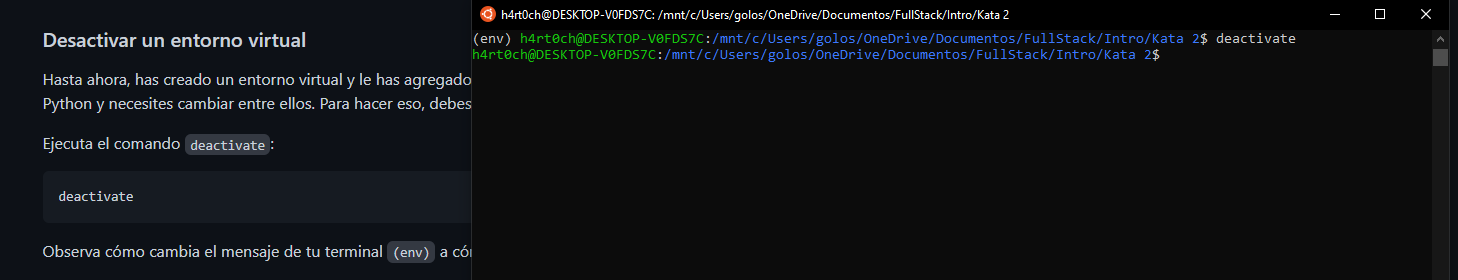 Desactivar un entorno virtual
Hasta ahora, has creado un entorno virtual y le has agregado
Python y necesites cambiar entre ellos. Para hacer eso, debes
Ejecuta el comando deactivate:
deactivate
Observa cómo cambia el mensaje de tu terminal (env) a
h4rt0ch@DESKTOP-V0FDS7C: /mnt/c/Users/golos/OneDrive/Documentos/FullStack/Intro/Kata 2
(env) h4rt0ch@DESKTOP-V0FDS7C:/mnt/c/Users/golos/OneDrive/Documentos/FullStack/Intro/Kata 2$ deactivate
h4rt0ch@DESKTOP-V0FDS7C:/mnt/c/Users/golos/OneDrive/Documentos/FullStack/Intro/Kata 2$